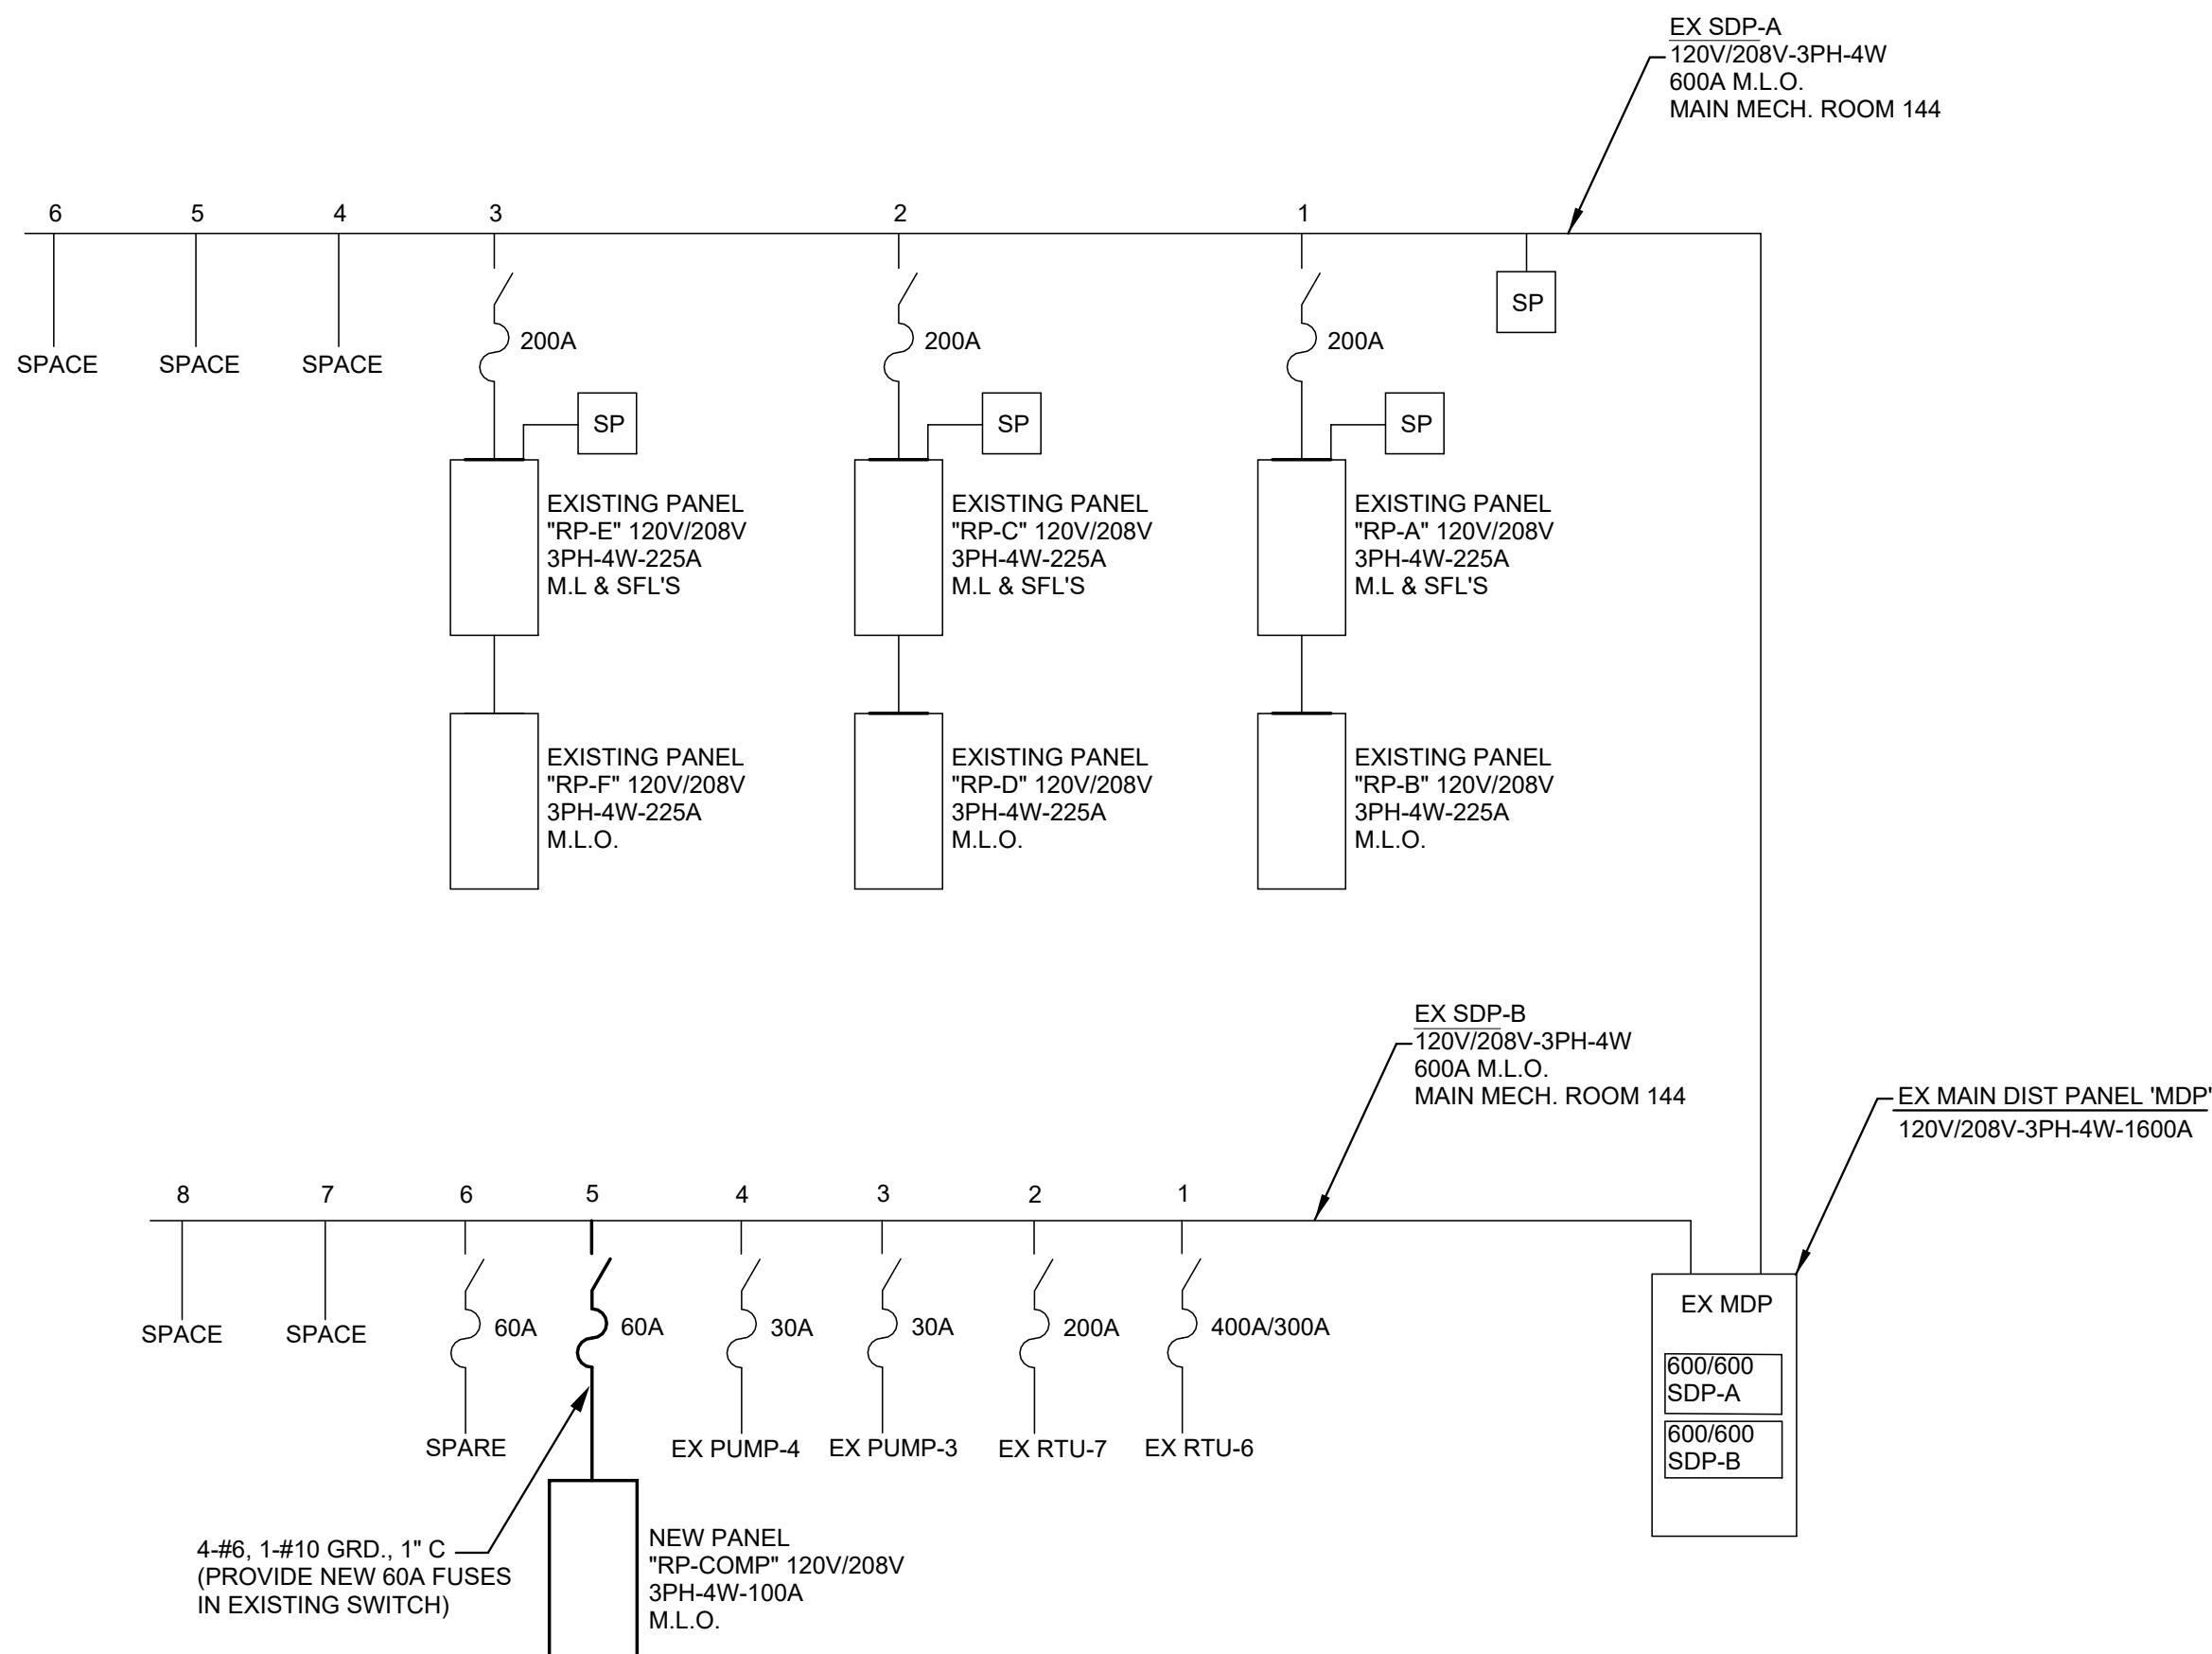 EX SDP-A
120V/208V-3PH-4W
600A M.L.O.
MAIN MECH. ROOM 144
6 5 4 3 2 1
SP
200A 200A 200A
SPACE SPACE SPACE
SP SP SP
EXISTING PANEL
"RP-E" 120V/208V
3PH-4W-225A
M.L & SFL'S
EXISTING PANEL
"RP-C" 120V/208V
3PH-4W-225A
M.L & SFL'S
EXISTING PANEL
"RP-A" 120V/208V
3PH-4W-225A
M.L & SFL'S
EXISTING PANEL
"RP-F" 120V/208V
3PH-4W-225A
M.L.O.
EXISTING PANEL
"RP-D" 120V/208V
3PH-4W-225A
M.L.O.
EXISTING PANEL
"RP-B" 120V/208V
3PH-4W-225A
M.L.O.
EX SDP-B
120V/208V-3PH-4W
600A M.L.O.
MAIN MECH. ROOM 144
EX MAIN DIST PANEL 'MDP'
120V/208V-3PH-4W-1600A
8 7 6 5 4 3 2 1
60A 60A 30A 30A 200A 400A/300A
SPACE SPACE
SPARE EX PUMP-4 EX PUMP-3 EX RTU-7 EX RTU-6
EX MDP
600/600
SDP-A
600/600
SDP-B
4-#6, 1-#10 GRD., 1" C
(PROVIDE NEW 60A FUSES
IN EXISTING SWITCH)
NEW PANEL
"RP-COMP" 120V/208V
3PH-4W-100A
M.L.O.